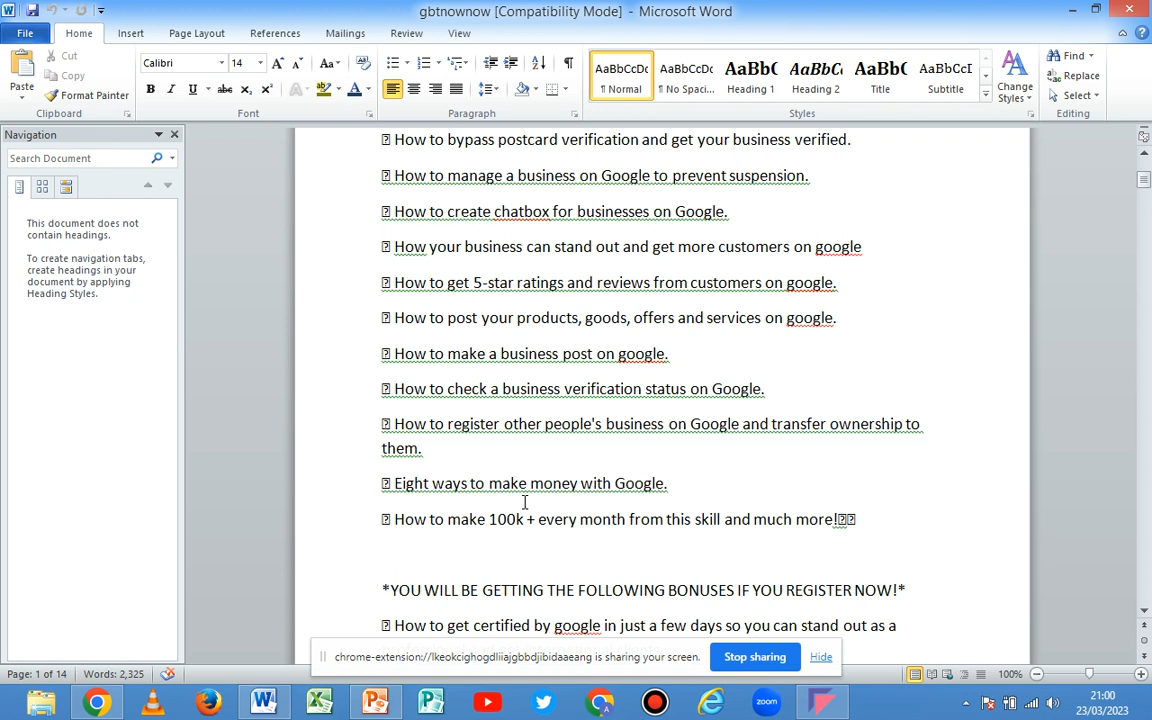 gbtnownow [Compatibility Mode] - Microsoft Word
File Home Insert Page Layout References Mailings Review View
Cut
Copy
Format Painter
Paste
Clipboard
Calibri 14
B I U abc X₂ X² A
Font
Paragraph
AaBbCcDc AaBbCcDc AaBbC AaBbC AaBbC AaBbCcI
¶ Normal ¶ No Spaci... Heading 1 Heading 2 Title Subtitle
Styles
Change
Styles
Find
Replace
Select
Editing
Navigation
Search Document
This document does not
contain headings.
To create navigation tabs,
create headings in your
document by applying
Heading Styles.
How to bypass postcard verification and get your business verified.
How to manage a business on Google to prevent suspension.
How to create chatbox for businesses on Google.
How your business can stand out and get more customers on google
How to get 5-star ratings and reviews from customers on google.
How to post your products, goods, offers and services on google.
How to make a business post on google.
How to check a business verification status on Google.
How to register other people's business on Google and transfer ownership to
them.
Eight ways to make money with Google.
How to make 100k + every month from this skill and much more!
*YOU WILL BE GETTING THE FOLLOWING BONUSES IF YOU REGISTER NOW!*
How to get certified by google in just a few days so you can stand out as a
chrome-extension://lkeokcighogdliiajgbbdjibidaaeang is sharing your screen. Stop sharing Hide
Page: 1 of 14 Words: 2,325 100%
zoom
21:00
23/03/2023